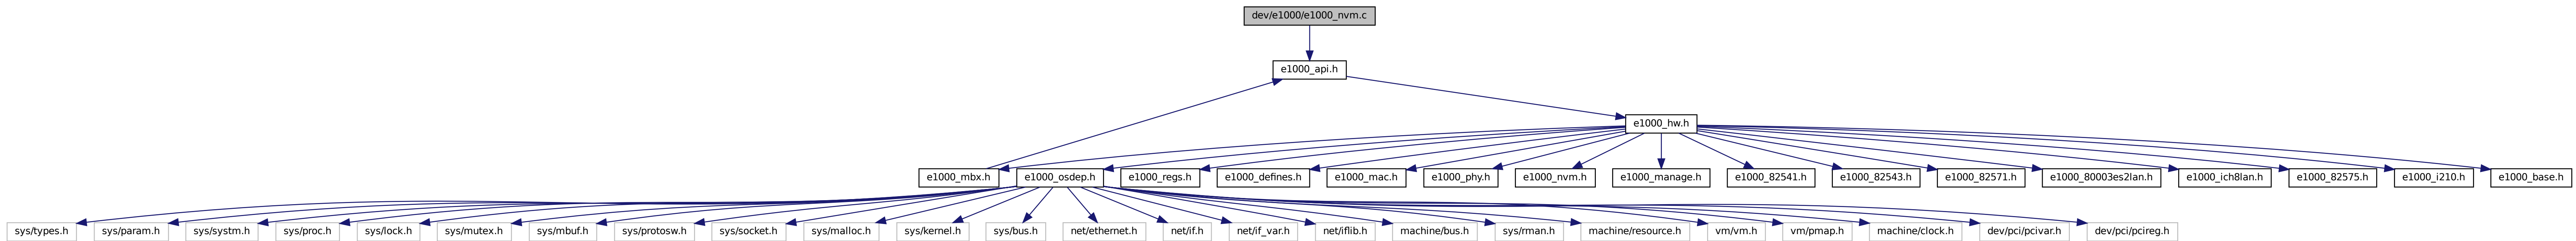 dev/e1000/e1000_nvm.c
e1000_api.h
e1000_hw.h
e1000_mbx.h
e1000_osdep.h
e1000_regs.h
e1000_defines.h
e1000_mac.h
e1000_phy.h
e1000_nvm.h
e1000_manage.h
e1000_82541.h
e1000_82543.h
e1000_82571.h
e1000_80003es2lan.h
e1000_ich8lan.h
e1000_82575.h
e1000_i210.h
e1000_base.h
sys/types.h
sys/param.h
sys/systm.h
sys/proc.h
sys/lock.h
sys/mutex.h
sys/mbuf.h
sys/protosw.h
sys/socket.h
sys/malloc.h
sys/kernel.h
sys/bus.h
net/ethernet.h
net/if.h
net/if_var.h
net/iflib.h
machine/bus.h
sys/rman.h
machine/resource.h
vm/vm.h
vm/pmap.h
machine/clock.h
dev/pci/pcivar.h
dev/pci/pcireg.h